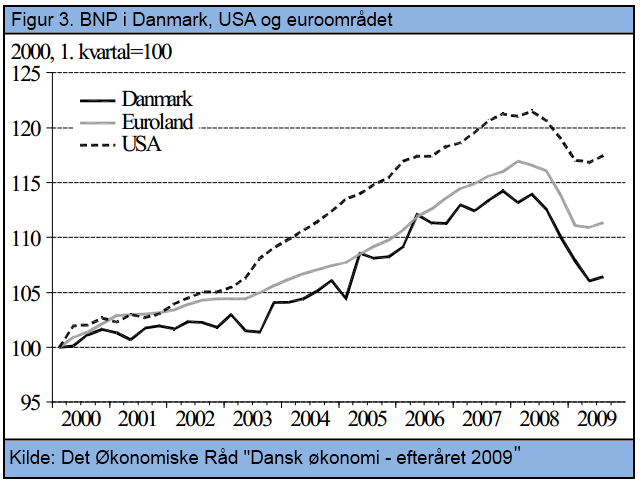 Figur 3. BNP i Danmark, USA og euroområdet
2000, 1. kvartal=100
125
Danmark
120
Euroland
USA
115
110
105
100
95
2000 2001 2002 2003 2004 2005 2006 2007 2008 2009
Kilde: Det Økonomiske Råd "Dansk økonomi - efteråret 2009"